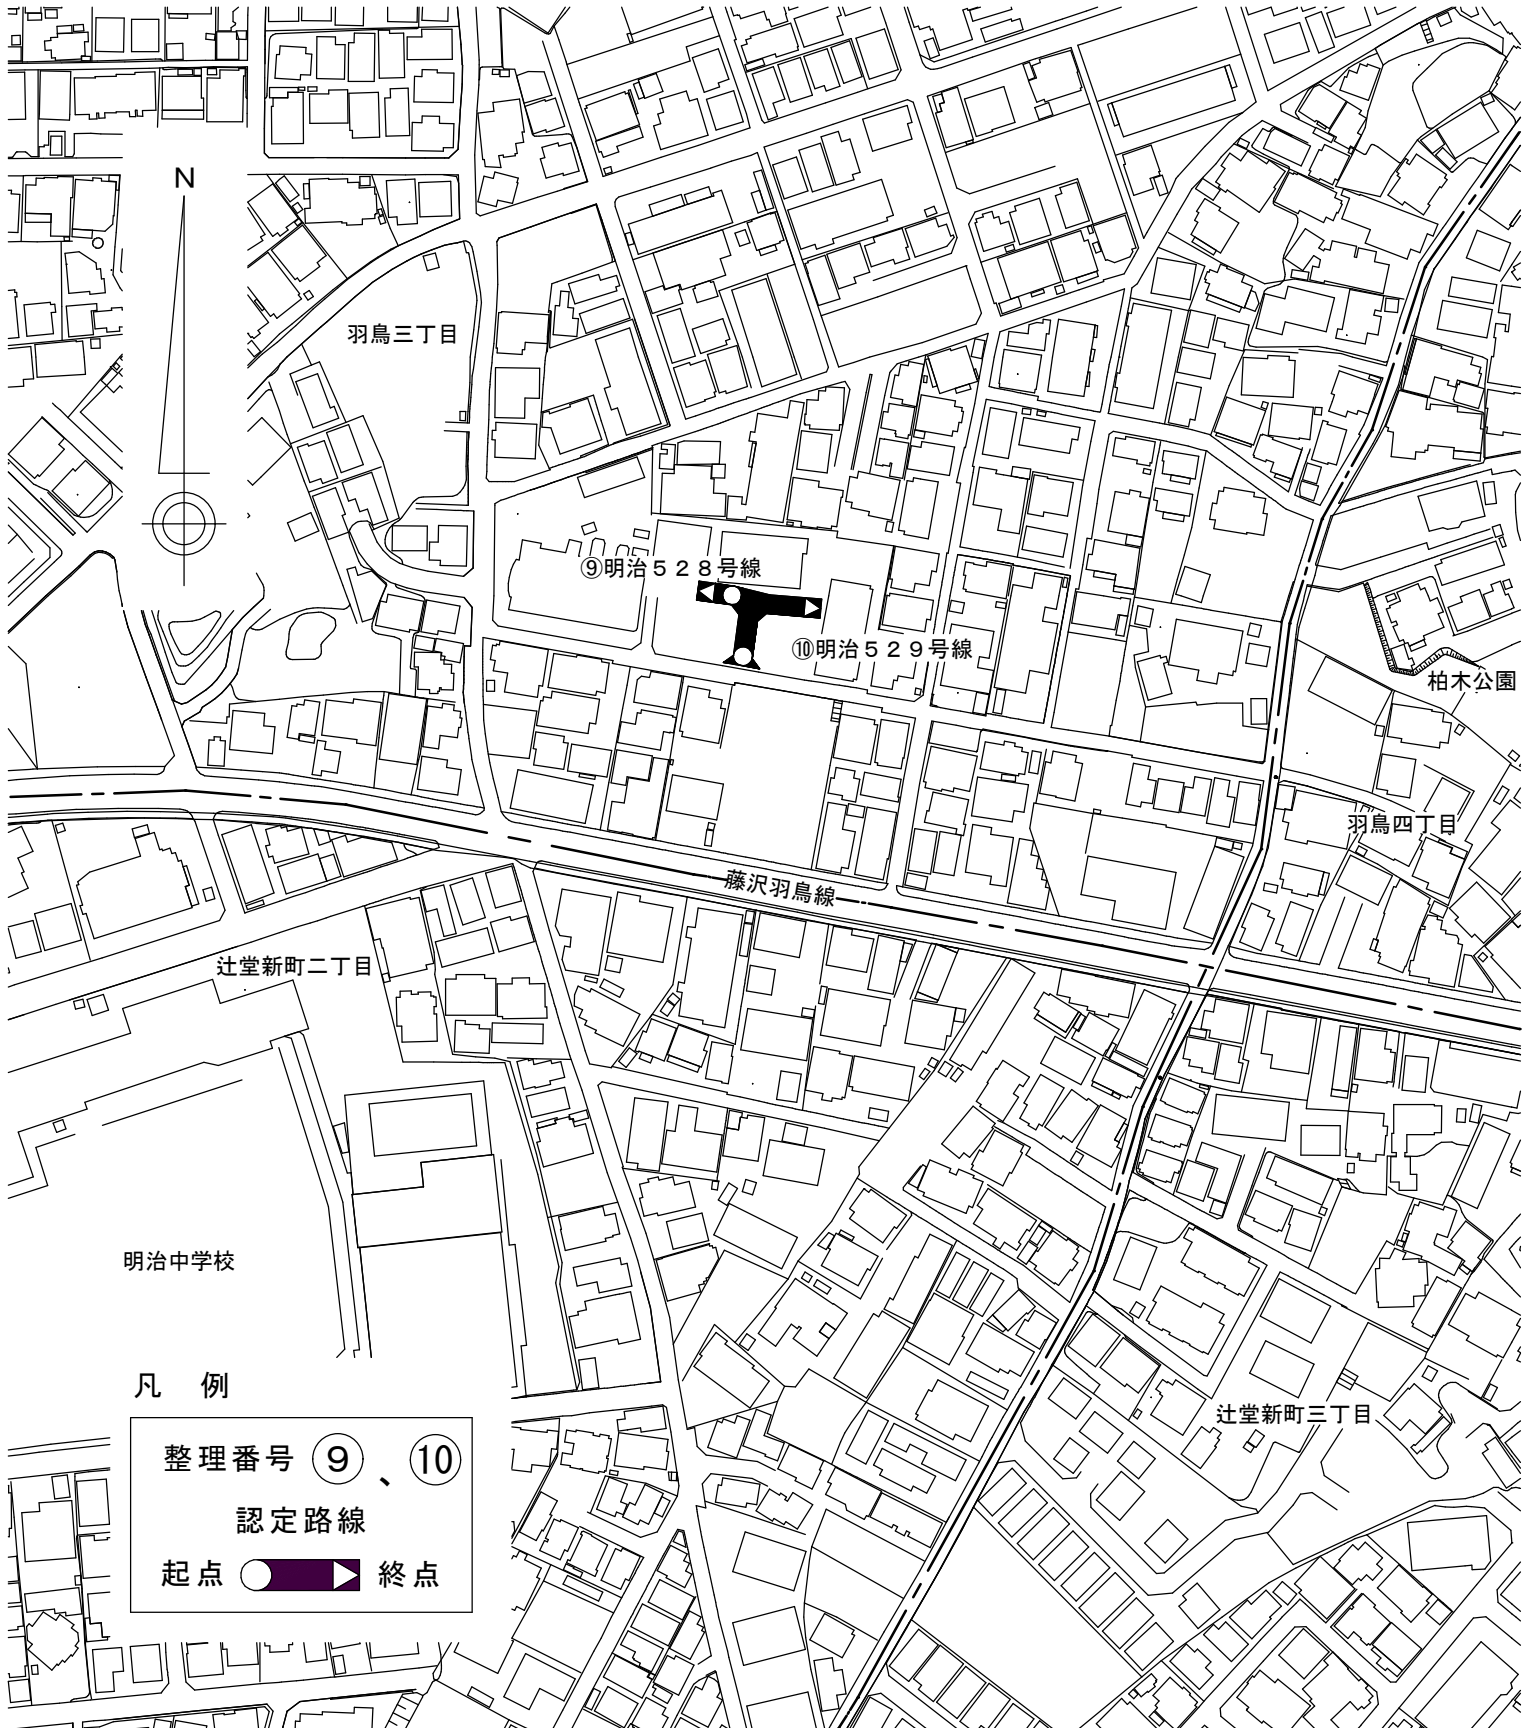 N
羽鳥三丁目
⑨明治５２８号線
⑩明治５２９号線
柏木公園
羽鳥四丁目
藤沢羽鳥線
辻堂新町二丁目
明治中学校
辻堂新町三丁目
凡 例
整理番号 ⑨、⑩
認定路線
起点 終点